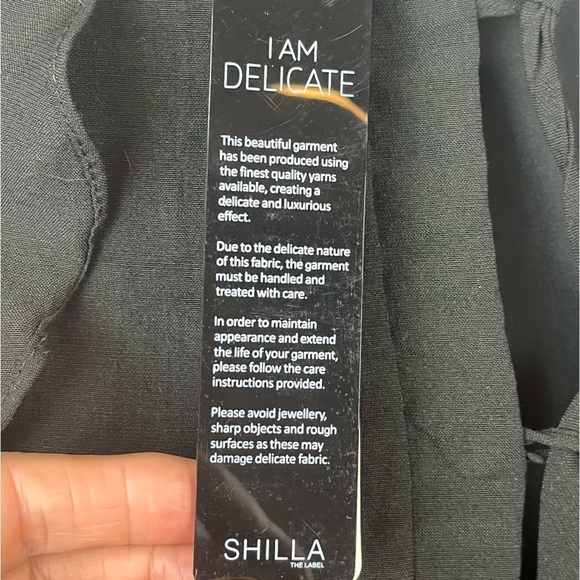 I AM
DELICATE
This beautiful garment
has been produced using
the finest quality yarns
available, creating a
delicate and luxurious
effect.
Due to the delicate nature
of this fabric, the garment
must be handled and
treated with care.
In order to maintain
appearance and extend
the life of your garment,
please follow the care
instructions provided.
Please avoid jewellery,
sharp objects and rough
surfaces as these may
damage delicate fabric.
SHILLA
THE LABEL